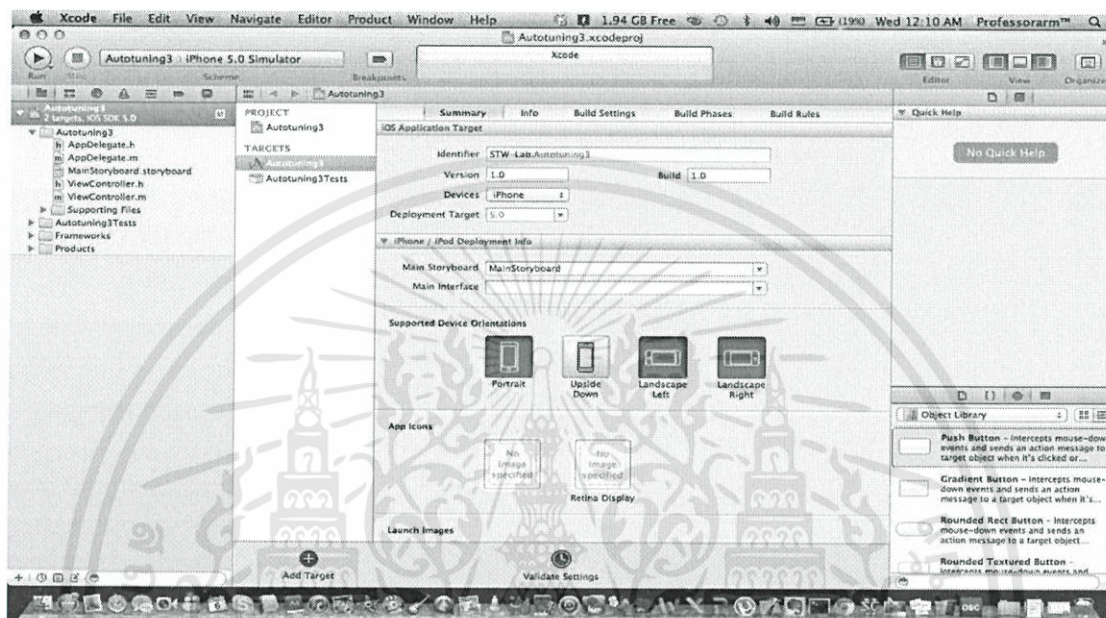 Xcode File Edit View Navigate Editor Product Window Help 1.94 GB Free (19%) Wed 12:10 AM Professorarm™
Autotuning3.xcodeproj
Autotuning3 iPhone 5.0 Simulator
Xcode
Run Stop Scheme Breakpoints Editor View Organizer
Autotuning3
Autotuning3
2 targets, iOS SDK 5.0
Autotuning3
AppDelegate.h
AppDelegate.m
MainStoryboard.storyboard
ViewController.h
ViewController.m
Supporting Files
Autotuning3Tests
Frameworks
Products
PROJECT
Autotuning3
TARGETS
Autotuning3
Autotuning3Tests
Summary Info Build Settings Build Phases Build Rules
iOS Application Target
Identifier STW-Lab.Autotuning3
Version 1.0 Build 1.0
Devices iPhone
Deployment Target 5.0
iPhone / iPod Deployment Info
Main Storyboard MainStoryboard
Main Interface
Supported Device Orientations
Portrait
Upside Down
Landscape Left
Landscape Right
App Icons
No image specified
No image specified
Retina Display
Launch Images
Add Target
Validate Settings
Quick Help
No Quick Help
Object Library
Push Button - Intercepts mouse-down
events and sends an action message to
target object when it's clicked or...
Gradient Button - Intercepts mouse-
down events and sends an action
message to a target object when it's...
Rounded Rect Button - Intercepts
mouse-down events and sends an
action message to a target object...
Rounded Textured Button -
Intercepts mouse-down events and